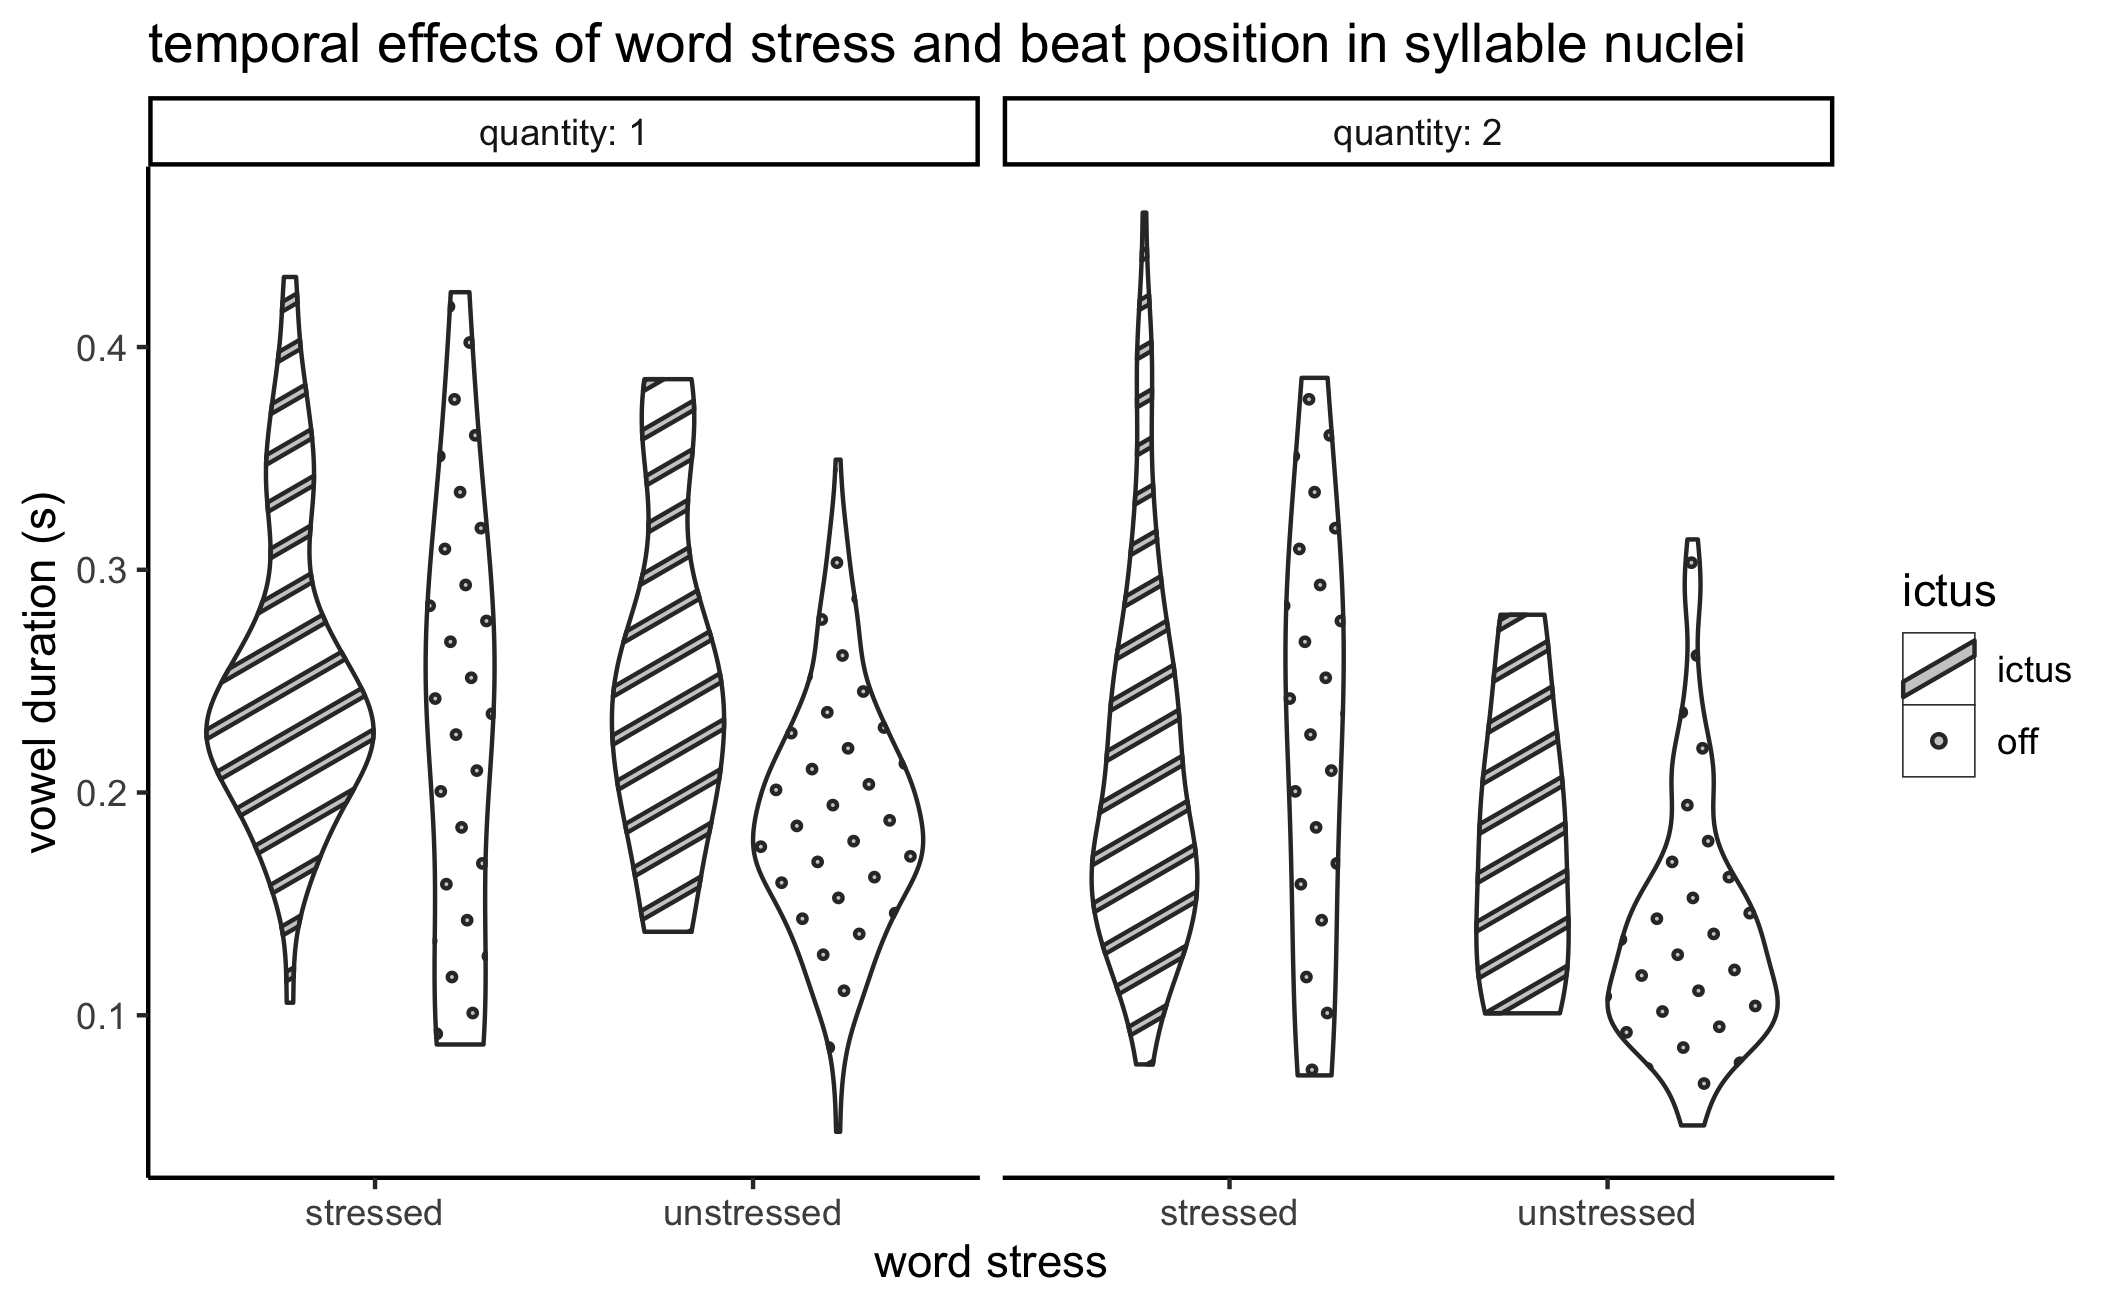 temporal effects of word stress and beat position in syllable nuclei
quantity: 1
quantity: 2
vowel duration (s)
0.4
0.3
0.2
0.1
stressed
unstressed
stressed
unstressed
word stress
ictus
ictus
off